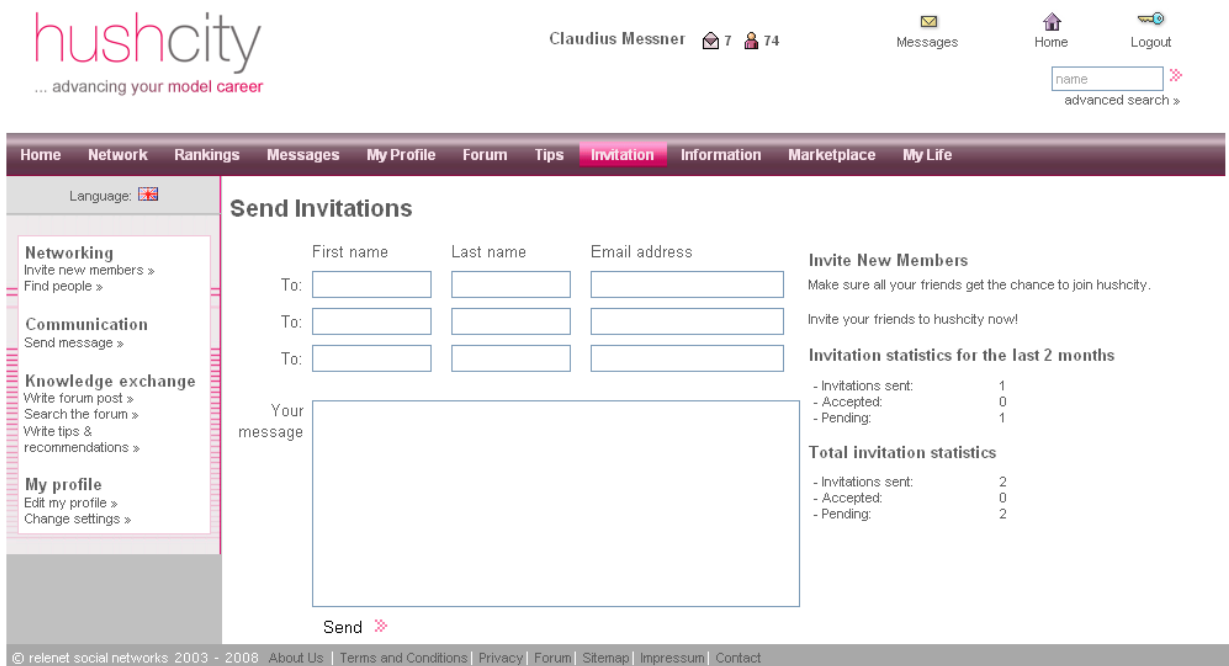 hushcity
... advancing your model career
Claudius Messner 7 74
Messages Home Logout
name
advanced search »
Home Network Rankings Messages My Profile Forum Tips Invitation Information Marketplace My Life
Language:
Networking
Invite new members »
Find people »
Communication
Send message »
Knowledge exchange
Write forum post »
Search the forum »
Write tips &
recommendations »
My profile
Edit my profile »
Change settings »
Send Invitations
First name Last name Email address
To:
To:
To:
Your
message
Send
Invite New Members
Make sure all your friends get the chance to join hushcity.
Invite your friends to hushcity now!
Invitation statistics for the last 2 months
- Invitations sent: 1
- Accepted: 0
- Pending: 1
Total invitation statistics
- Invitations sent: 2
- Accepted: 0
- Pending: 2
© relenet social networks 2003 - 2008 About Us | Terms and Conditions | Privacy | Forum | Sitemap | Impressum | Contact